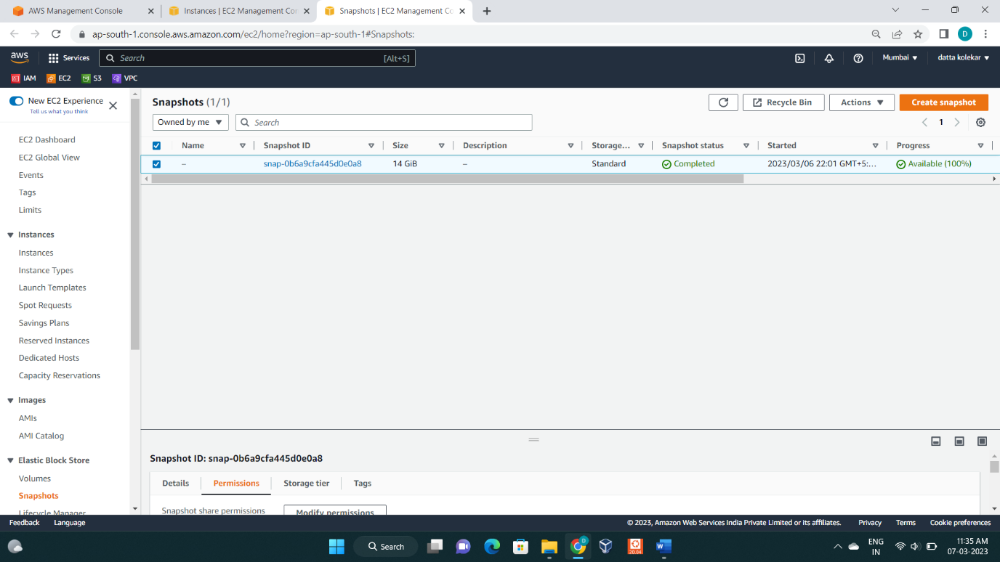 AWS Management Console
Instances | EC2 Management Con
Snapshots | EC2 Management Co
ap-south-1.console.aws.amazon.com/ec2/home?region=ap-south-1#Snapshots:
D
aws
Services
Search
[Alt+S]
Mumbai
datta kolekar
IAM
EC2
S3
VPC
New EC2 Experience
Tell us what you think
EC2 Dashboard
EC2 Global View
Events
Tags
Limits
Instances
Instances
Instance Types
Launch Templates
Spot Requests
Savings Plans
Reserved Instances
Dedicated Hosts
Capacity Reservations
Images
AMIs
AMI Catalog
Elastic Block Store
Volumes
Snapshots
Lifecycle Manager
Snapshots (1/1)
Recycle Bin
Actions
Create snapshot
Owned by me
Search
1
Name
Snapshot ID
Size
Description
Storage...
Snapshot status
Started
Progress
–
snap-0b6a9cfa445d0e0a8
14 GiB
–
Standard
Completed
2023/03/06 22:01 GMT+5:...
Available (100%)
Snapshot ID: snap-0b6a9cfa445d0e0a8
Details
Permissions
Storage tier
Tags
Snapshot share permissions
Modify permissions
Feedback
Language
© 2023, Amazon Web Services India Private Limited or its affiliates.
Privacy
Terms
Cookie preferences
Search
D
20.04
ENG
IN
11:35 AM
07-03-2023